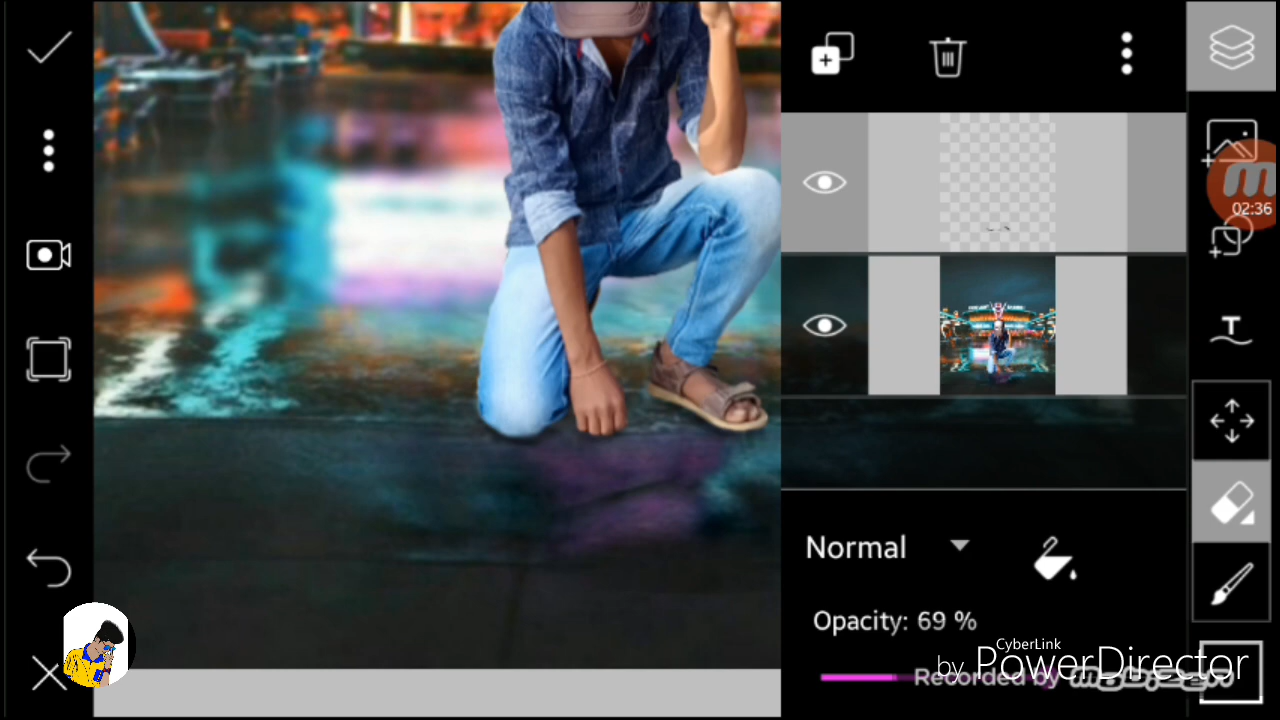 02:36
T
Normal
Opacity: 69 %
CyberLink
by PowerDirector
Recorded by